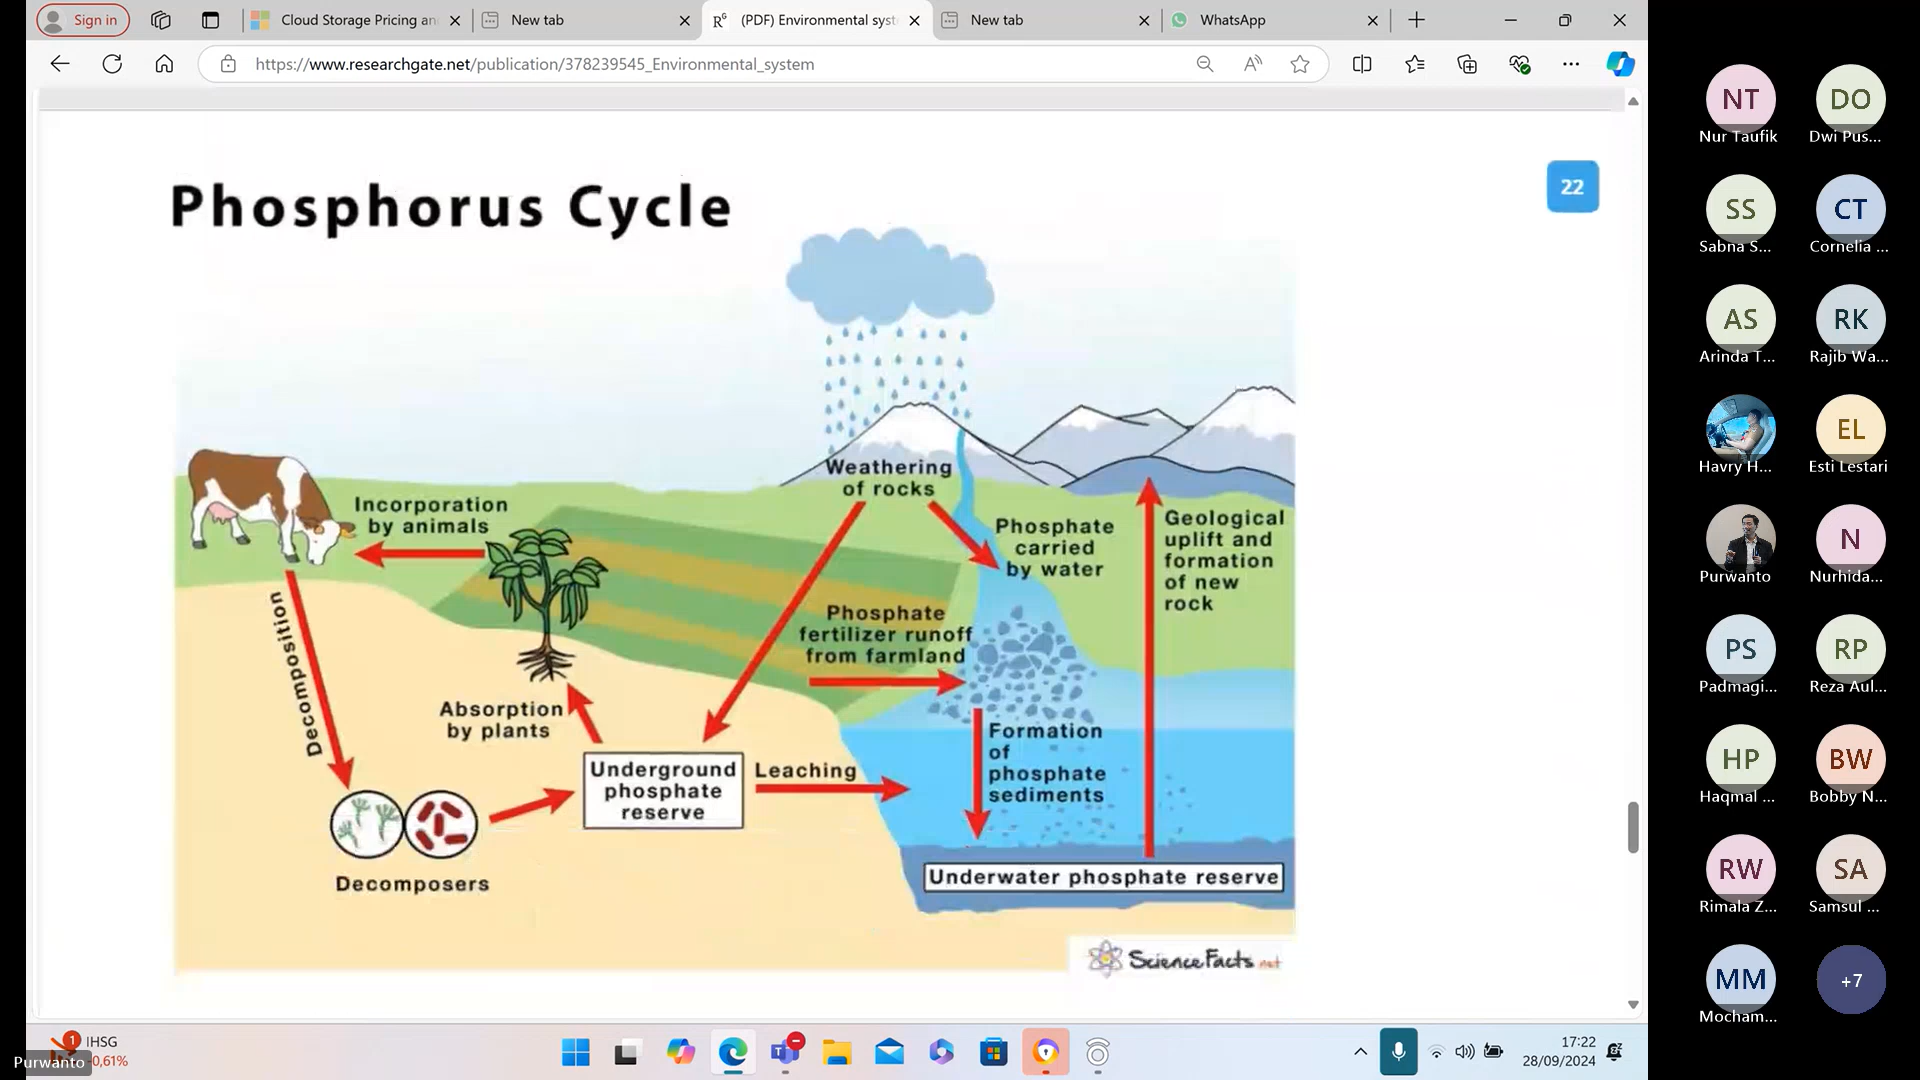 Sign in
Cloud Storage Pricing an
New tab
(PDF) Environmental syst
New tab
WhatsApp
https://www.researchgate.net/publication/378239545_Environmental_system
Phosphorus Cycle
22
Weathering
of rocks
Incorporation
by animals
Phosphate
carried
by water
Geological
uplift and
formation
of new
rock
Decomposition
Phosphate
fertilizer runoff
from farmland
Absorption
by plants
Formation
of
phosphate
sediments
Underground
phosphate
reserve
Leaching
Decomposers
Underwater phosphate reserve
ScienceFacts.net
NT
Nur Taufik
DO
Dwi Pus...
SS
Sabna S...
CT
Cornelia ...
AS
Arinda T...
RK
Rajib Wa...
Havry H...
EL
Esti Lestari
Purwanto
N
Nurhida...
PS
Padmagi...
RP
Reza Aul...
HP
Haqmal ...
BW
Bobby N...
RW
Rimala Z...
SA
Samsul ...
MM
Mocham...
+7
1
IHSG
-0,61%
Purwanto
17:22
28/09/2024